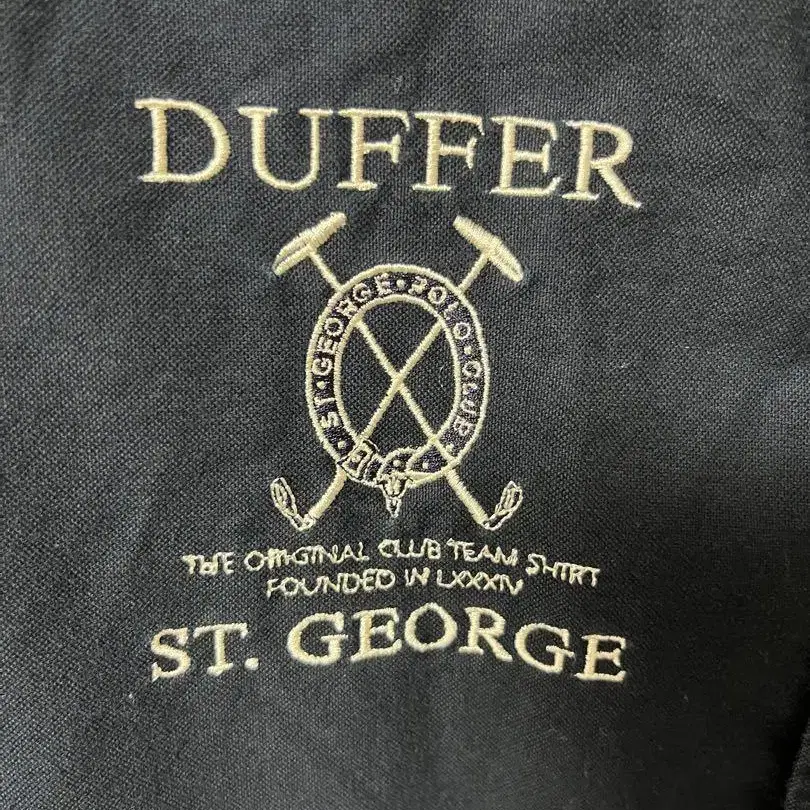 DUFFER
ST·GEORGE·POLO·CLUB
THE ORIGINAL CLUB TEAM SHIRT
FOUNDED IN LXXXIV
ST. GEORGE